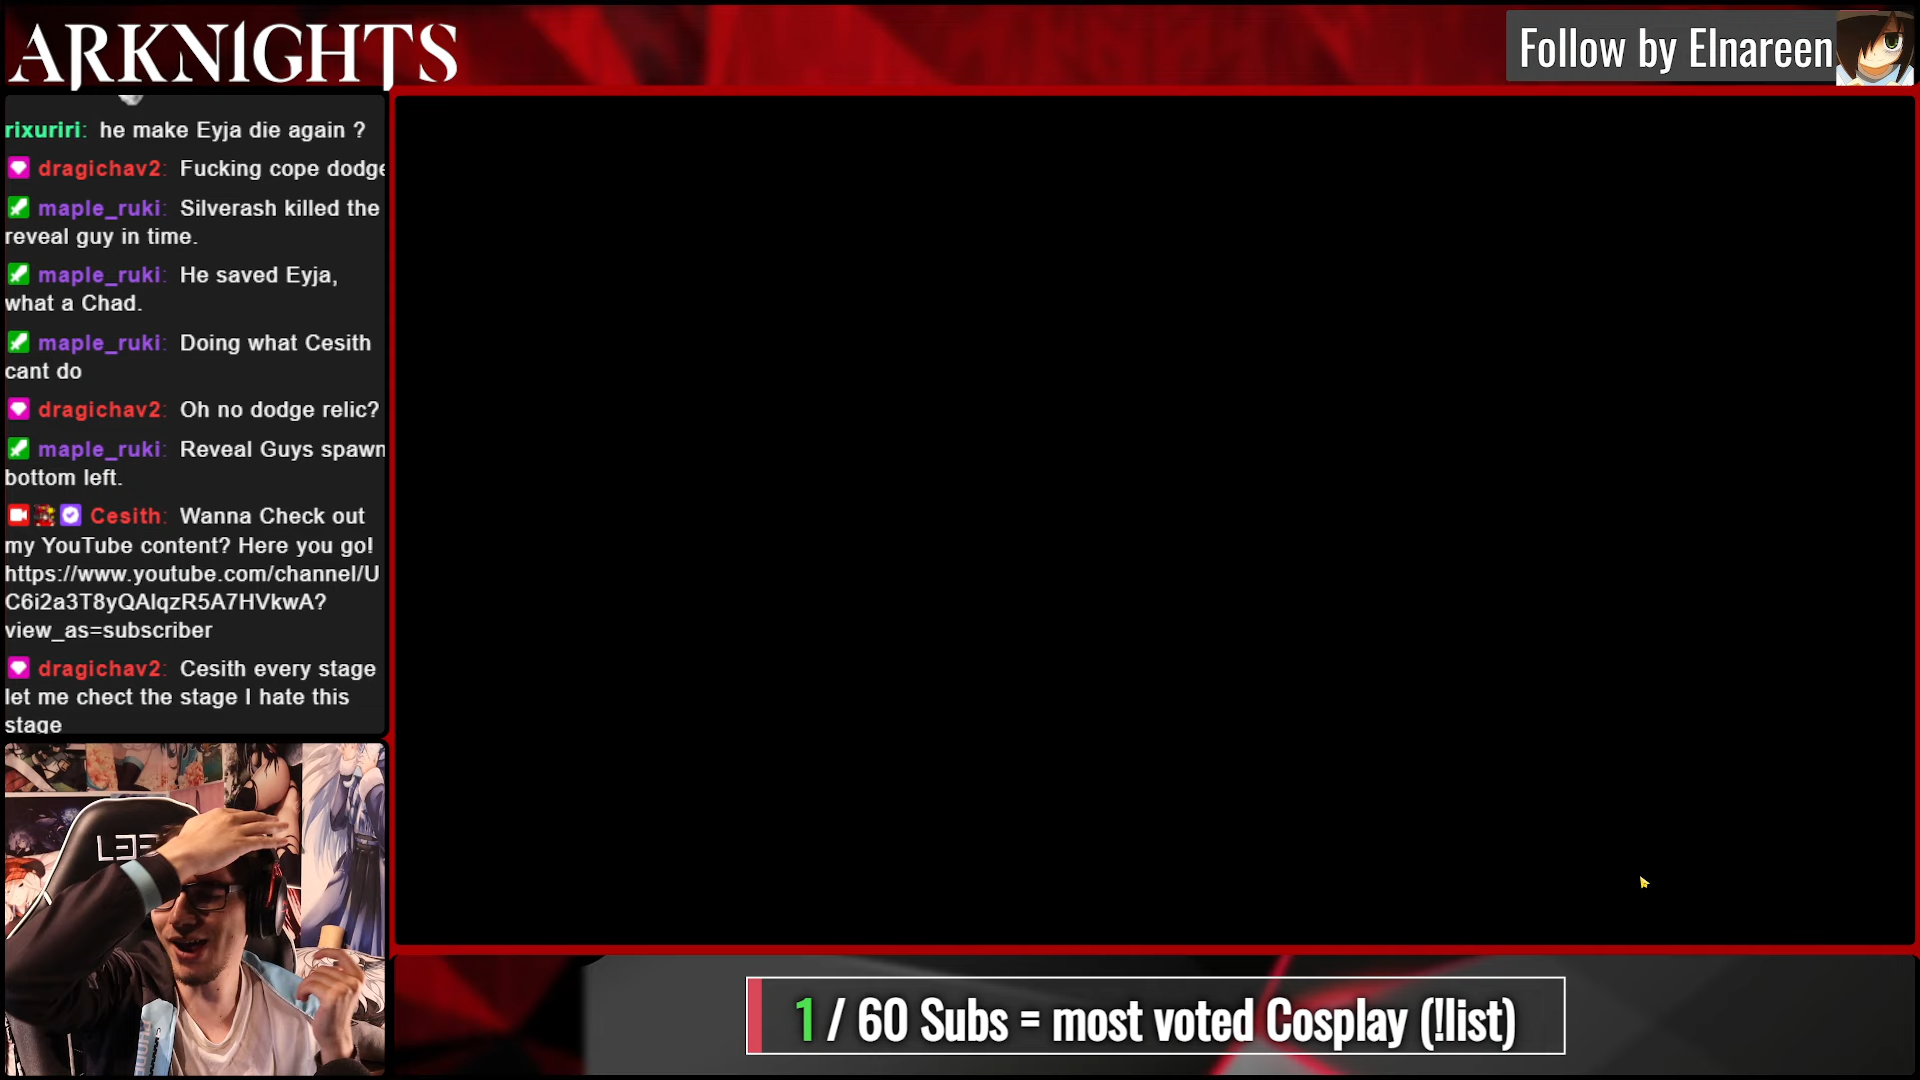 ARKNIGHTS
Follow by Elnareen
rixuriri: he make Eyja die again ?
dragichav2: Fucking cope dodge
maple_ruki: Silverash killed the
reveal guy in time.
maple_ruki: He saved Eyja,
what a Chad.
maple_ruki: Doing what Cesith
cant do
dragichav2: Oh no dodge relic?
maple_ruki: Reveal Guys spawn
bottom left.
Cesith: Wanna Check out
my YouTube content? Here you go!
https://www.youtube.com/channel/U
C6i2a3T8yQAIqzR5A7HVkwA?
view_as=subscriber
dragichav2: Cesith every stage
let me chect the stage I hate this
stage
1 / 60 Subs = most voted Cosplay (!list)